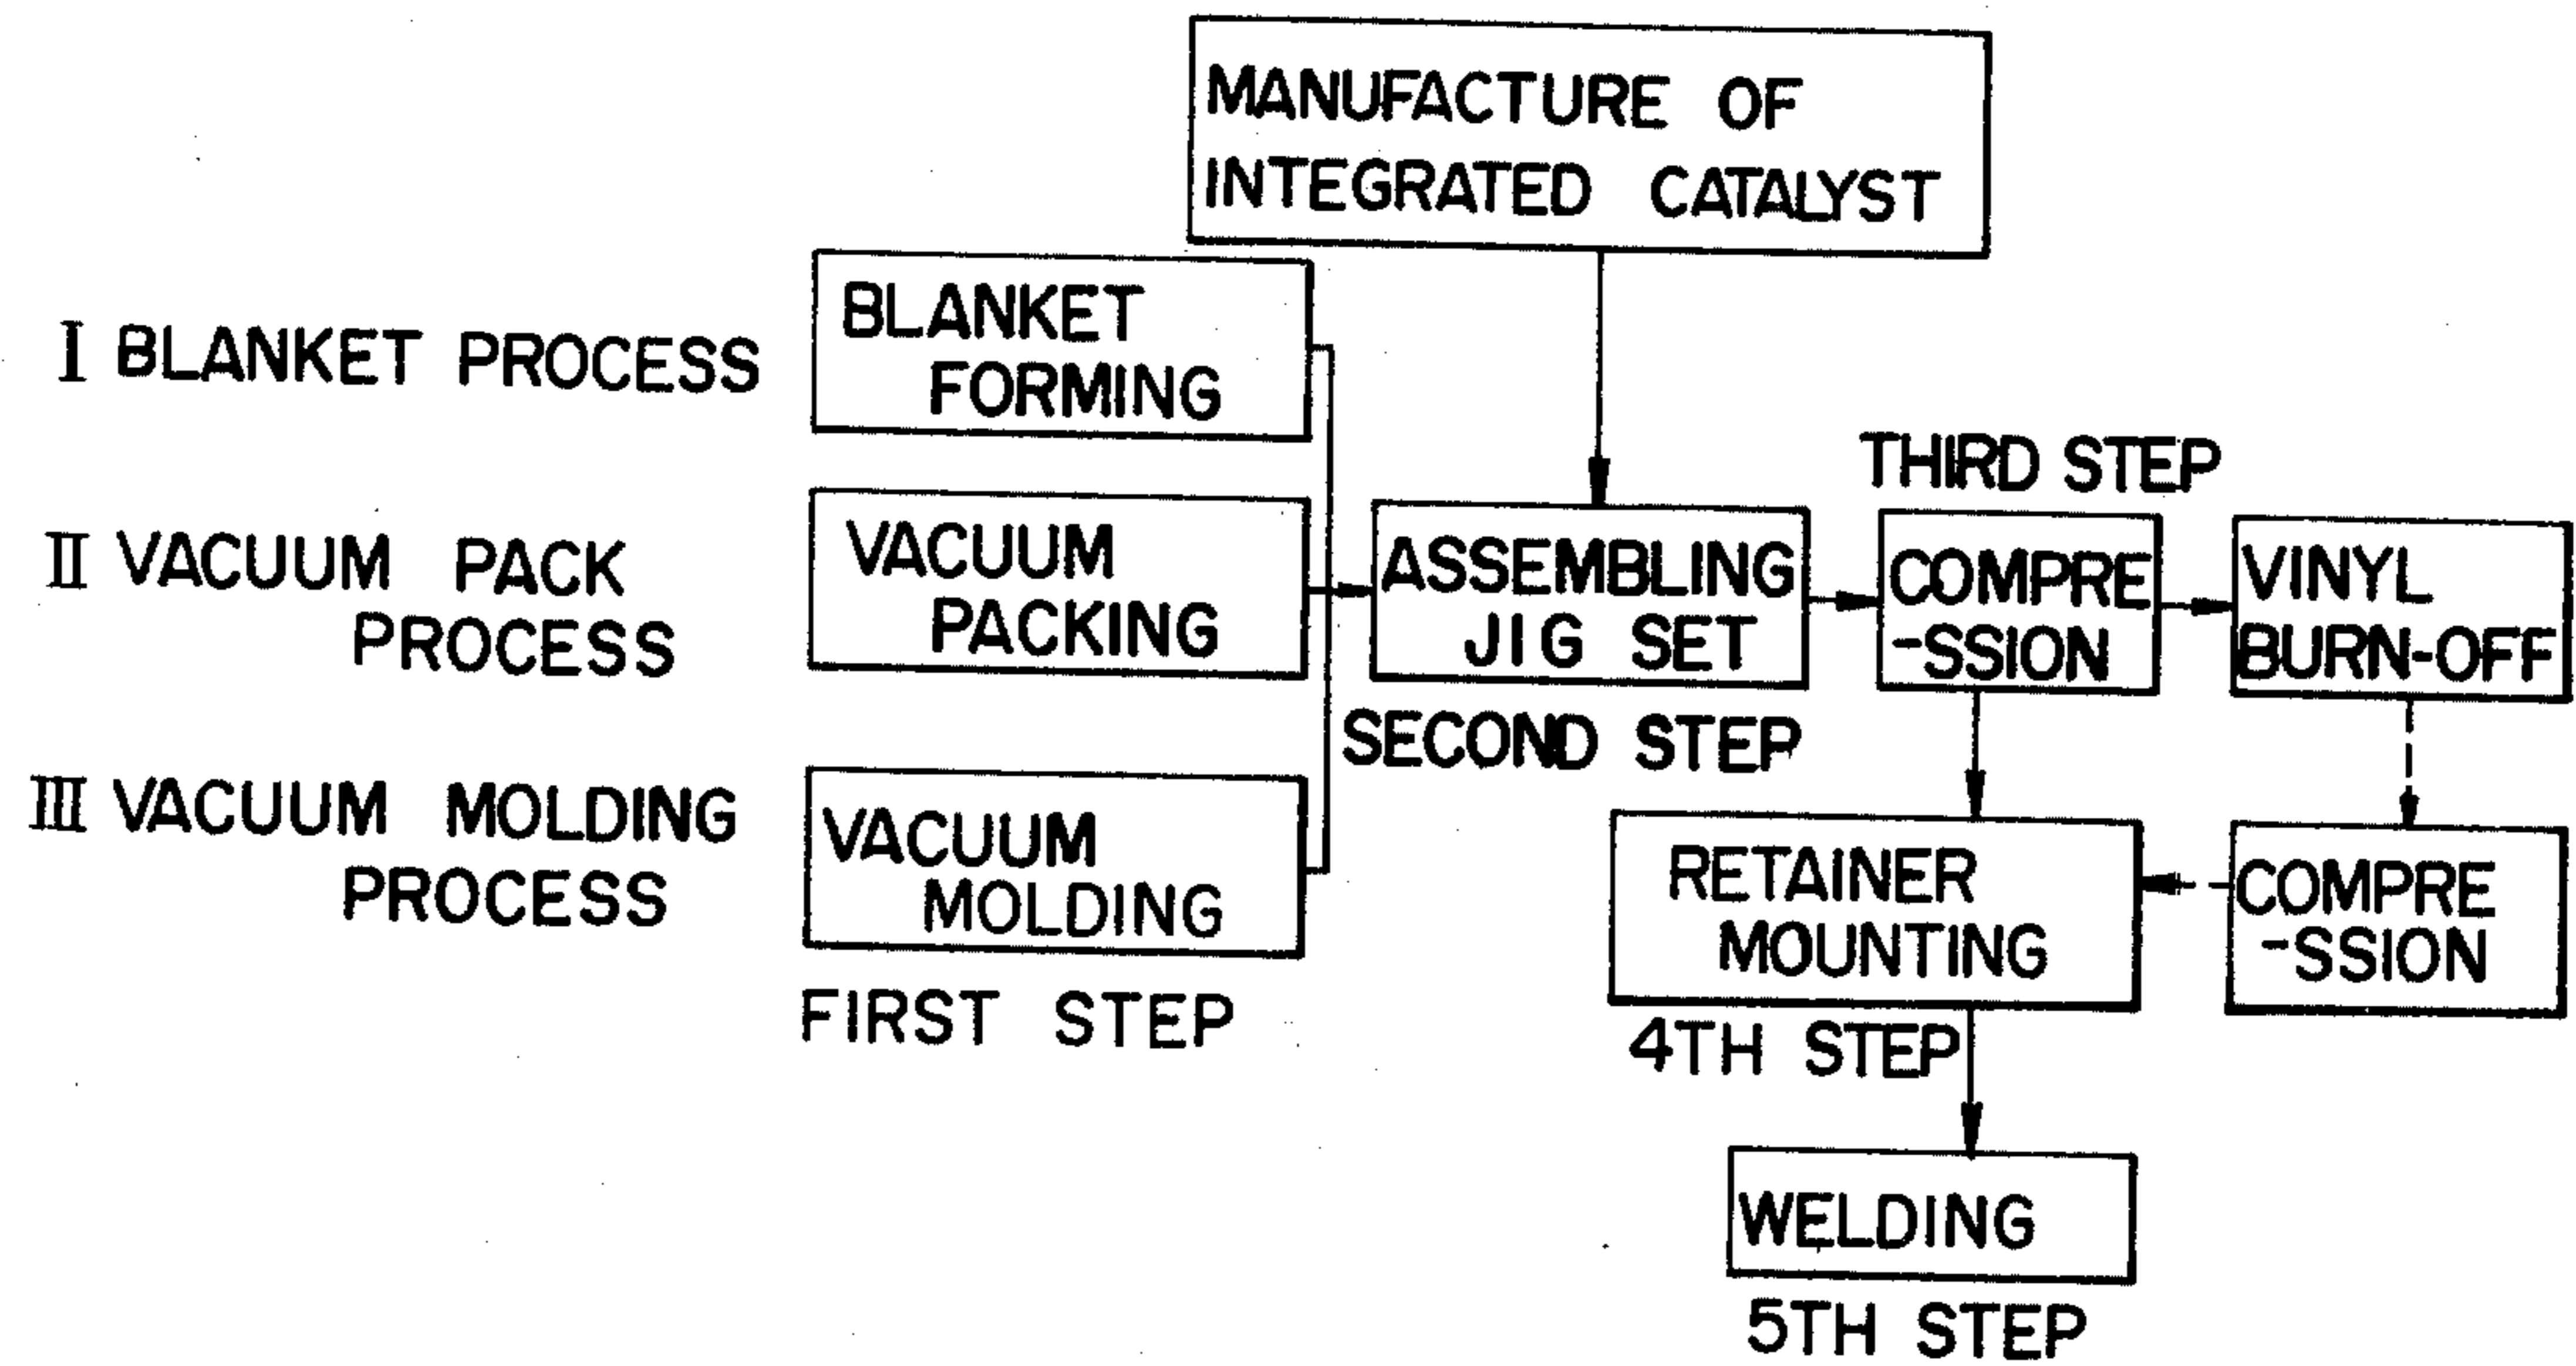 MANUFACTURE OF
INTEGRATED CATALYST
I BLANKET PROCESS
BLANKET
FORMING
II VACUUM PACK
PROCESS
VACUUM
PACKING
III VACUUM MOLDING
PROCESS
VACUUM
MOLDING
FIRST STEP
ASSEMBLING
JIG SET
SECOND STEP
THIRD STEP
COMPRE
-SSION
VINYL
BURN-OFF
COMPRE
-SSION
RETAINER
MOUNTING
4TH STEP
WELDING
5TH STEP